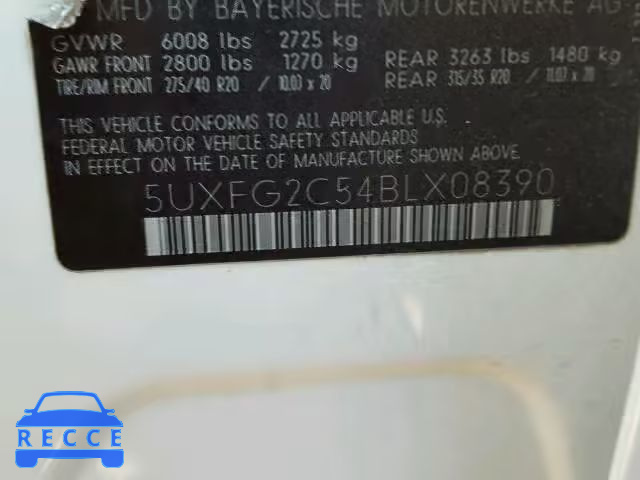 MFD BY BAYERISCHE MOTORENWERKE AG
GVWR 6008 lbs 2725 kg
GAWR FRONT 2800 lbs 1270 kg REAR 3263 lbs 1480 kg
TIRE/RIM FRONT 275/40 R20 / 10.0J x 20 REAR 315/35 R20 / 11.0J x 20
THIS VEHICLE CONFORMS TO ALL APPLICABLE U.S.
FEDERAL MOTOR VEHICLE SAFETY STANDARDS
IN EFFECT ON THE DATE OF MANUFACTURE SHOWN ABOVE.
5UXFG2C54BLX08390
IDCCE